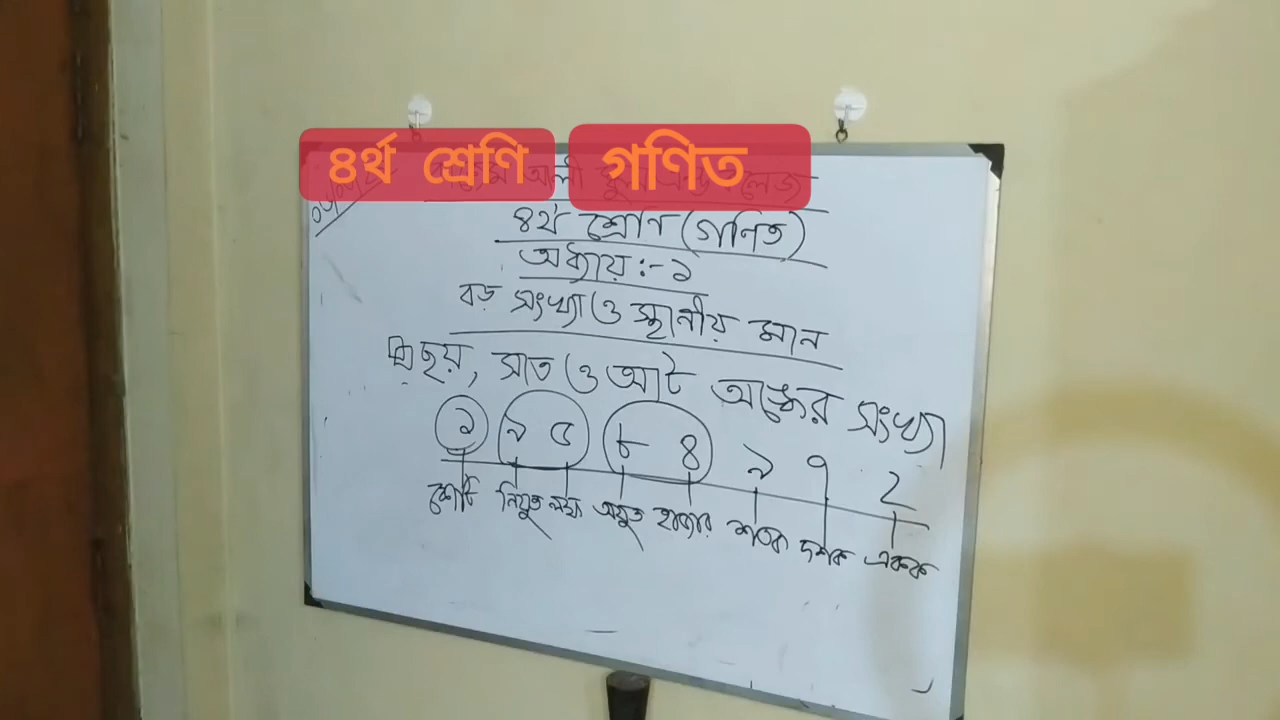 ৪র্থ শ্রেণি গণিত
৪র্থ শ্রেণি (গণিত)
অধ্যায় :- ১
বড় সংখ্যা ও স্থানীয় মান
ছয়, সাত ও আট অঙ্কের সংখ্যা
১ ৯ ৫ ৮ ৪ ৯ ৭ ২
কোটি নিযুত লক্ষ অযুত হাজার শতক দশক একক